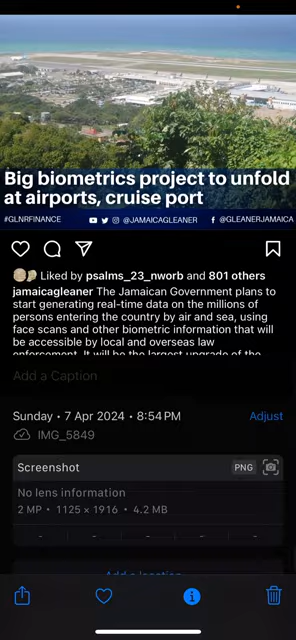 Big biometrics project to unfold
at airports, cruise port
#GLNRFINANCE
@JAMAICAGLEANER
@GLEANERJAMAICA
Liked by psalms_23_nworb and 801 others
jamaicagleaner The Jamaican Government plans to
start generating real-time data on the millions of
persons entering the country by air and sea, using
face scans and other biometric information that will
be accessible by local and overseas law
enforcement. It will be the largest upgrade of the
Add a Caption
Sunday • 7 Apr 2024 • 8:54 PM
Adjust
IMG_5849
Screenshot
PNG
No lens information
2 MP • 1125 × 1916 • 4.2 MB
- - - - -
Add a location